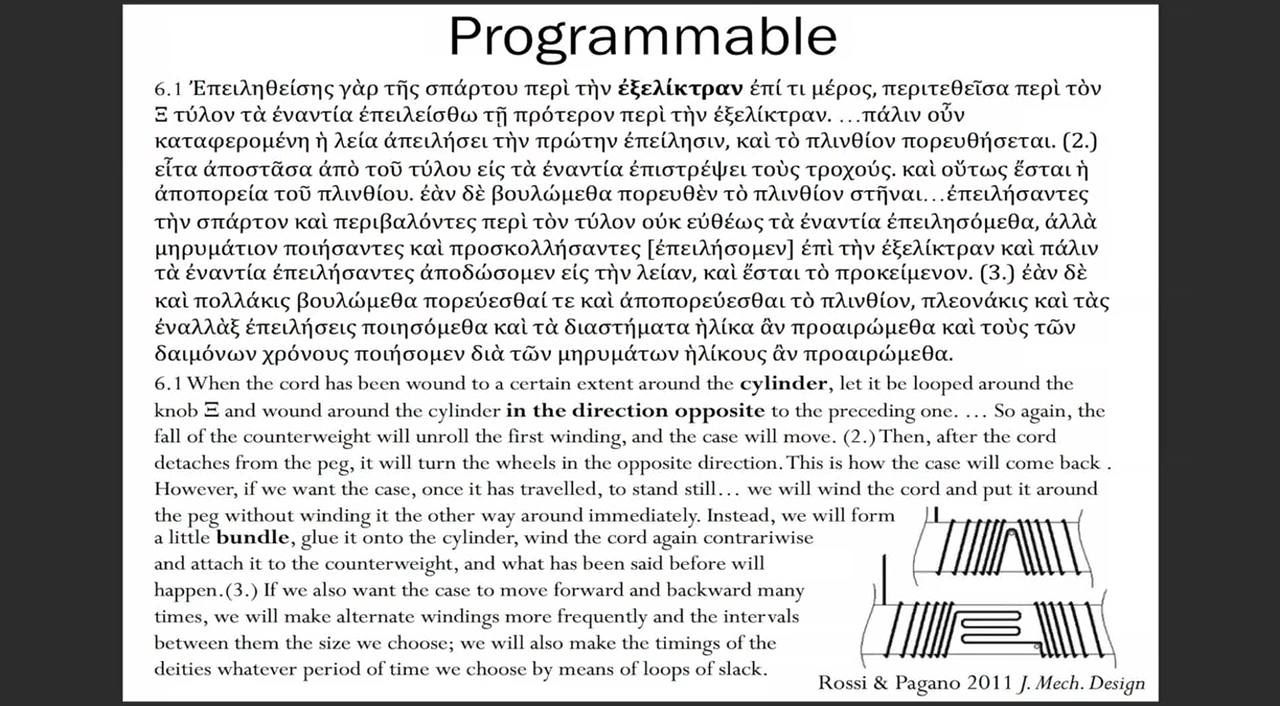 Programmable
6.1 Ἐπειληθείσης γὰρ τῆς σπάρτου περὶ τὴν ἐξελίκτραν ἐπί τι μέρος, περιτεθεῖσα περὶ τὸν
Ξ τύλον τὰ ἐναντία ἐπειλείσθω τῇ πρότερον περὶ τὴν ἐξελίκτραν. …πάλιν οὖν
καταφερομένη ἡ λεία ἀπειλήσει τὴν πρώτην ἐπείλησιν, καὶ τὸ πλινθίον πορευθήσεται. (2.)
εἶτα ἀποστᾶσα ἀπὸ τοῦ τύλου εἰς τὰ ἐναντία ἐπιστρέψει τοὺς τροχούς. καὶ οὕτως ἔσται ἡ
ἀποπορεία τοῦ πλινθίου. ἐὰν δὲ βουλώμεθα πορευθὲν τὸ πλινθίον στῆναι…ἐπειλήσαντες
τὴν σπάρτον καὶ περιβαλόντες περὶ τὸν τύλον οὐκ εὐθέως τὰ ἐναντία ἐπειλησόμεθα, ἀλλὰ
μηρυμάτιον ποιήσαντες καὶ προσκολλήσαντες [ἐπειλήσομεν] ἐπὶ τὴν ἐξελίκτραν καὶ πάλιν
τὰ ἐναντία ἐπειλήσαντες ἀποδώσομεν εἰς τὴν λείαν, καὶ ἔσται τὸ προκείμενον. (3.) ἐὰν δὲ
καὶ πολλάκις βουλώμεθα πορεύεσθαί τε καὶ ἀποπορεύεσθαι τὸ πλινθίον, πλεονάκις καὶ τὰς
ἐναλλὰξ ἐπειλήσεις ποιησόμεθα καὶ τὰ διαστήματα ἡλίκα ἂν προαιρώμεθα καὶ τοὺς τῶν
δαιμόνων χρόνους ποιήσομεν διὰ τῶν μηρυμάτων ἡλίκους ἂν προαιρώμεθα.
6.1 When the cord has been wound to a certain extent around the cylinder, let it be looped around the
knob Ξ and wound around the cylinder in the direction opposite to the preceding one. … So again, the
fall of the counterweight will unroll the first winding, and the case will move. (2.) Then, after the cord
detaches from the peg, it will turn the wheels in the opposite direction. This is how the case will come back .
However, if we want the case, once it has travelled, to stand still… we will wind the cord and put it around
the peg without winding it the other way around immediately. Instead, we will form
a little bundle, glue it onto the cylinder, wind the cord again contrariwise
and attach it to the counterweight, and what has been said before will
happen.(3.) If we also want the case to move forward and backward many
times, we will make alternate windings more frequently and the intervals
between them the size we choose; we will also make the timings of the
deities whatever period of time we choose by means of loops of slack.
Rossi & Pagano 2011 J. Mech. Design